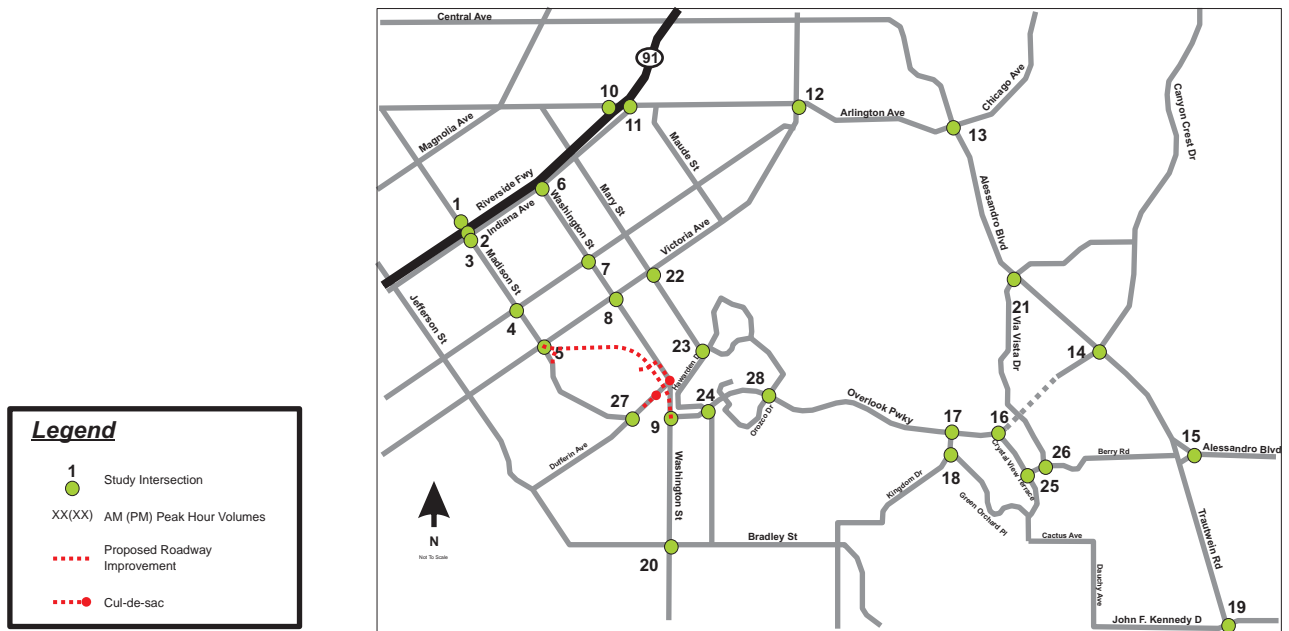 Central Ave
91
10
11
12
Arlington Ave
Chicago Ave
13
Canyon Crest Dr
Magnolia Ave
Maude St
Riverside Fwy
6
1
Indiana Ave
2
3
Washington St
Mary St
Victoria Ave
Alessandro Blvd
7
22
Madison St
Jefferson St
4
8
5
21
Via Vista Dr
14
23
Hawarden D
28
24
27
9
Orozco Dr
Overlook Pwky
17
16
15
Alessandro Blvd
26
Berry Rd
Crystal View Terrace
25
18
Dufferin Ave
Kingdom Dr
Green Orchard Pl
Washington St
Bradley St
20
Cactus Ave
Dauchy Ave
Trautwein Rd
John F. Kennedy D
19
N
Not To Scale
Legend
1
Study Intersection
XX(XX) AM (PM) Peak Hour Volumes
Proposed Roadway
Improvement
Cul-de-sac